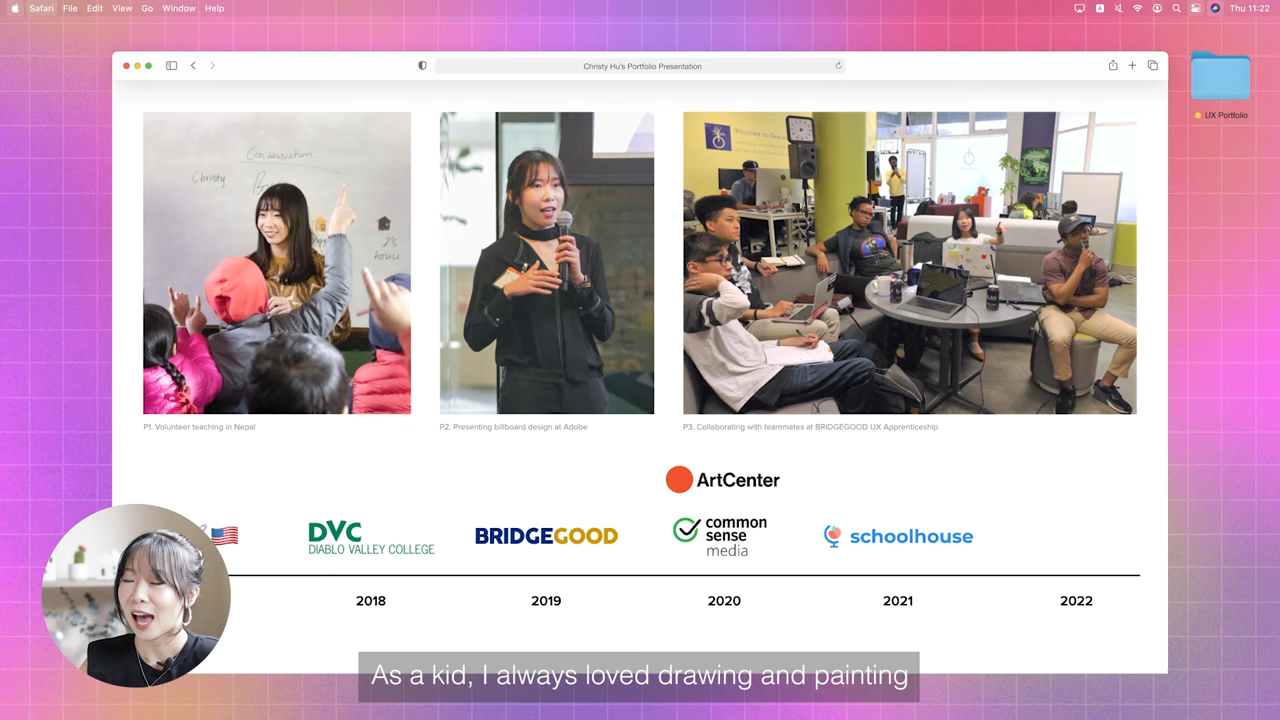 Safari File Edit View Go Window Help
Thu 11:22
Christy Hu's Portfolio Presentation
UX Portfolio
Conversation
Christy
house
WELCOME TO
P1. Volunteer teaching in Nepal
P2. Presenting billboard design at Adobe
P3. Collaborating with teammates at BRIDGEGOOD UX Apprenticeship
ArtCenter
DVC
DIABLO VALLEY COLLEGE
BRIDGEGOOD
common
sense
media
schoolhouse
2018
2019
2020
2021
2022
As a kid, I always loved drawing and painting